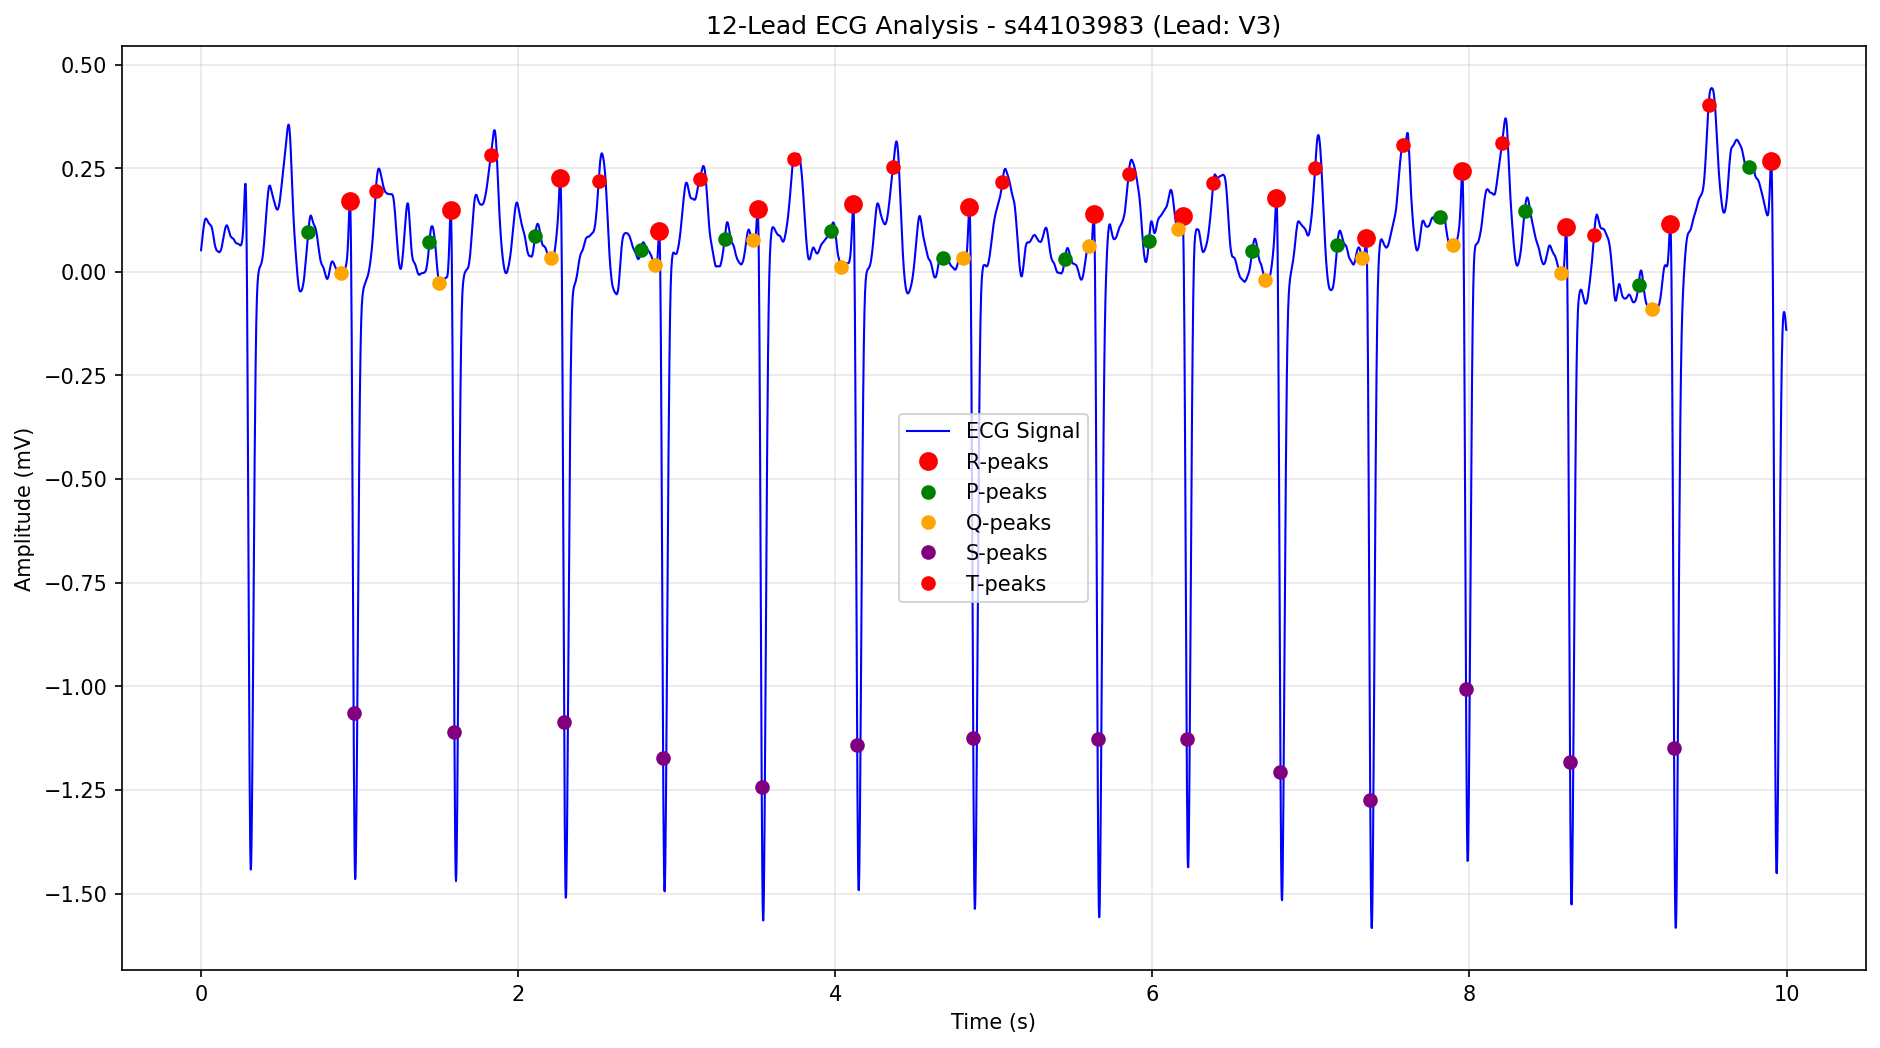 12-Lead ECG Analysis - s44103983 (Lead: V3)
0.50
0.25
0.00
−0.25
−0.50
−0.75
−1.00
−1.25
−1.50
Amplitude (mV)
ECG Signal
R-peaks
P-peaks
Q-peaks
S-peaks
T-peaks
0 2 4 6 8 10
Time (s)